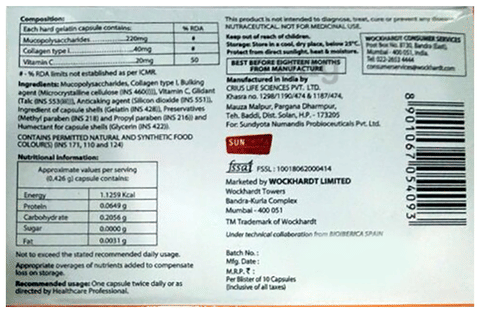 Composition:
Each hard gelatin capsule contains: % RDA
Mucopolysaccharides 220mg #
Collagen type I 40mg #
Vitamin C 20mg 50
# - % RDA limits not established as per ICMR.
Ingredients: Mucopolysaccharides, Collagen type I, Bulking
agent (Microcrystalline cellulose (INS 460(i))), Vitamin C, Glidant
(Talc (INS 553(iii))), Anticaking agent (Silicon dioxide (INS 551)),
Ingredient of capsule shells (Gelatin (INS 428)), Preservatives
(Methyl paraben (INS 218) and Propyl paraben (INS 216)) and
Humectant for capsule shells (Glycerin (INS 422)).
CONTAINS PERMITTED NATURAL AND SYNTHETIC FOOD
COLOUR(S) (INS 171, 110 and 124)
Nutritional Information:
Approximate values per serving
(0.426 g) capsule contains:
Energy 1.1259 Kcal
Protein 0.0649 g
Carbohydrate 0.2056 g
Sugar 0.0000 g
Fat 0.0031 g
Not to exceed the stated recommended daily usage.
Appropriate overages of nutrients added to compensate
loss on storage.
Recommended usage: One capsule twice daily or as
directed by Healthcare Professional.
This product is not intended to diagnose, treat, cure or prevent any disease
NUTRACEUTICAL. NOT FOR MEDICINAL USE.
Keep out of reach of children.
Storage: Store in a cool, dry place, below 25°C.
Protect from direct sunlight, heat & moisture.
BEST BEFORE EIGHTEEN MONTHS
FROM MANUFACTURE
WOCKHARDT CONSUMER SERVICES
Post Box No. 8730, Bandra (East),
Mumbai - 400 051, India.
Tel: 022-2653 4444
consumerservices@wockhardt.com
Manufactured in India by
CIRIUS LIFE SCIENCES PVT. LTD.
Khasra no. 1298/1190/474 & 1187/474,
Mauza Malpur, Pargana Dharmpur,
Teh. Baddi, Dist. Solan, H.P. - 173205
For: Sundyota Numandis Probioceuticals Pvt. Ltd.
SUN
fssai FSSL : 10018062000414
Marketed by WOCKHARDT LIMITED
Wockhardt Towers
Bandra-Kurla Complex
Mumbai - 400 051
TM Trademark of Wockhardt
Under technical collaboration from BIOIBERICA SPAIN
Batch No :
Mfg. Date :
M.R.P. ₹ :
Per Blister of 10 Capsules
(Inclusive of all taxes)
8901067054093